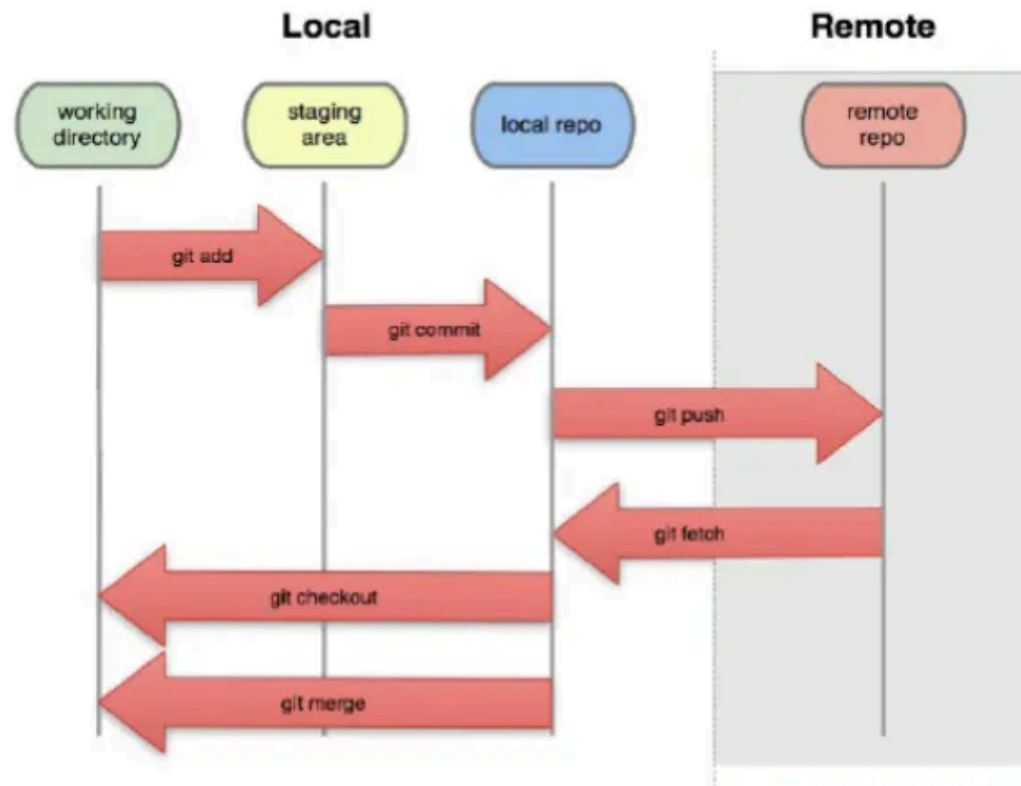 Local
Remote
working
directory
staging
area
local repo
remote
repo
git add
git commit
git push
git fetch
git checkout
git merge